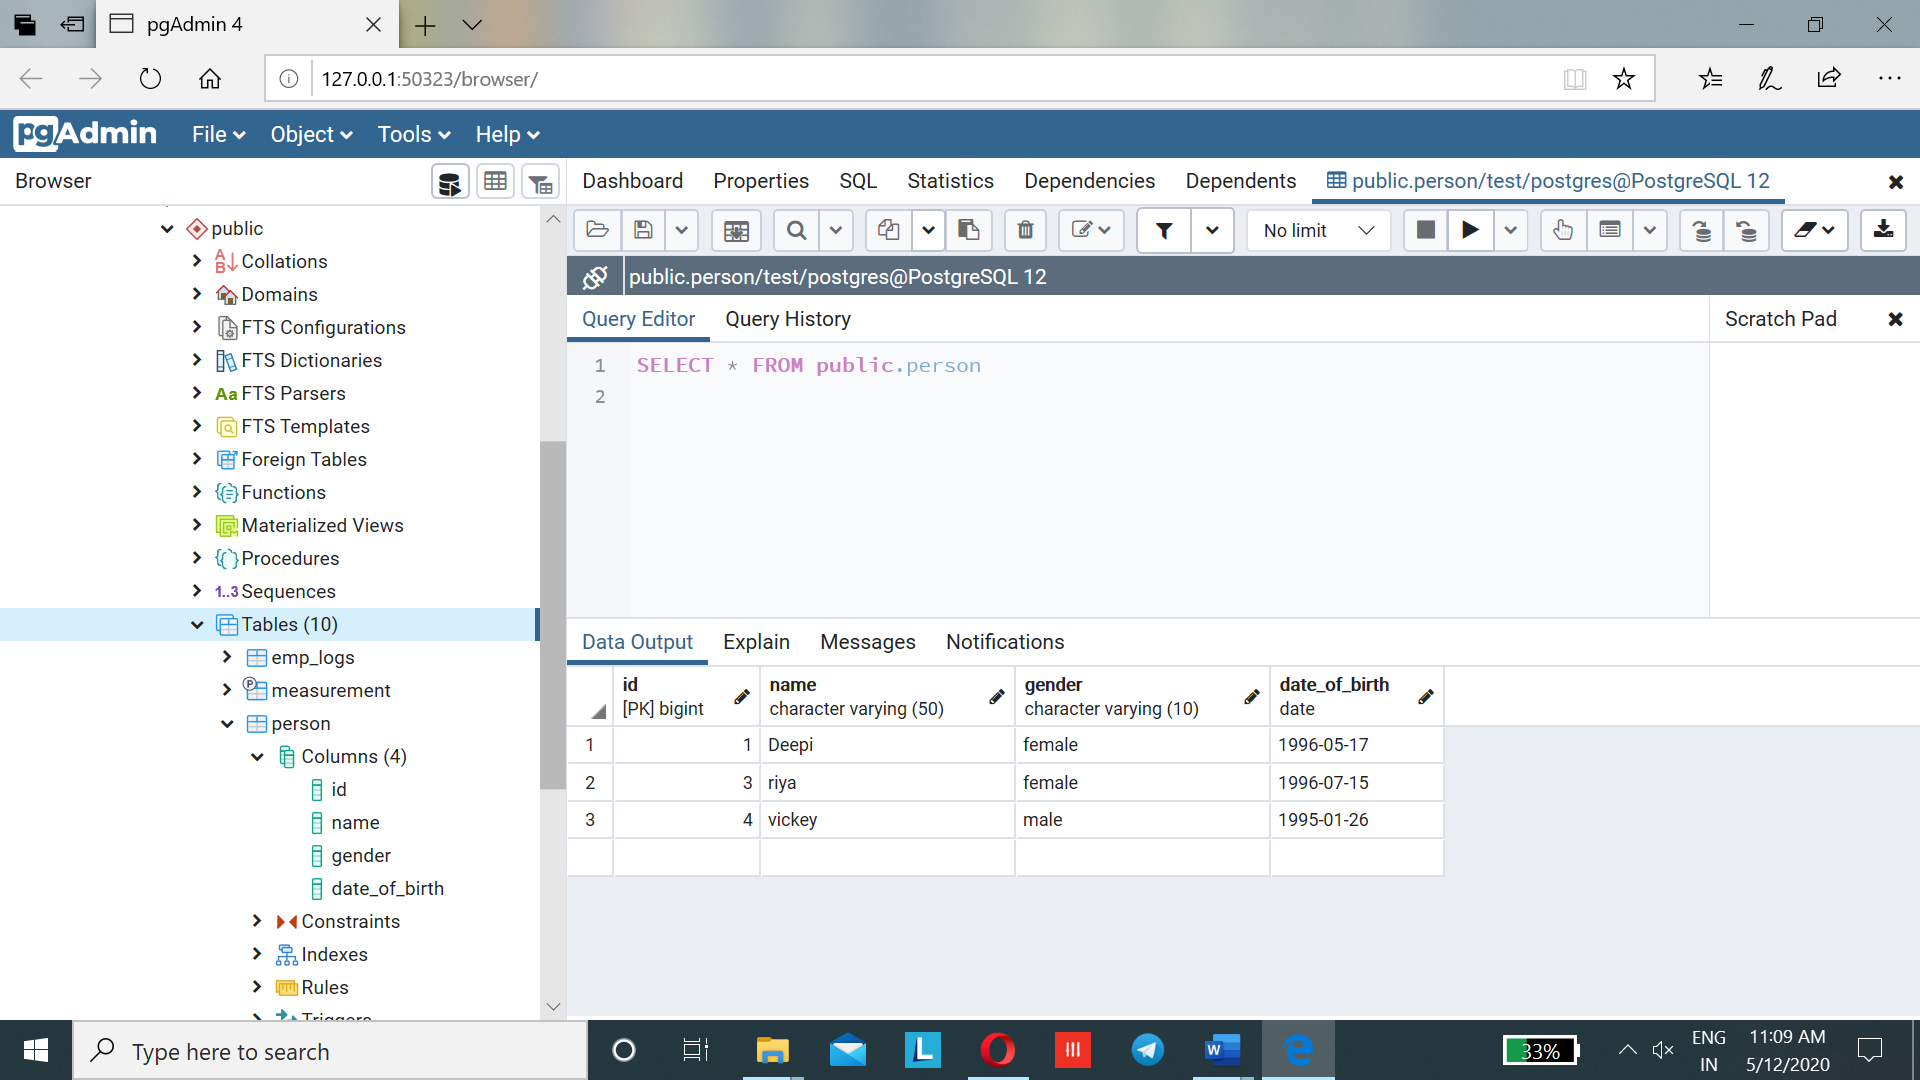 pgAdmin 4
127.0.0.1:50323/browser/
pgAdmin File Object Tools Help
Browser
Dashboard Properties SQL Statistics Dependencies Dependents public.person/test/postgres@PostgreSQL 12
No limit
public.person/test/postgres@PostgreSQL 12
Query Editor Query History
Scratch Pad
1 SELECT * FROM public.person
2
public
Collations
Domains
FTS Configurations
FTS Dictionaries
Aa FTS Parsers
FTS Templates
Foreign Tables
Functions
Materialized Views
Procedures
1..3 Sequences
Tables (10)
emp_logs
measurement
person
Columns (4)
id
name
gender
date_of_birth
Constraints
Indexes
Rules
Triggers
Data Output Explain Messages Notifications
id name gender date_of_birth
[PK] bigint character varying (50) character varying (10) date
1 1 Deepi female 1996-05-17
2 3 riya female 1996-07-15
3 4 vickey male 1995-01-26
Type here to search
L
W
33%
ENG
IN
11:09 AM
5/12/2020